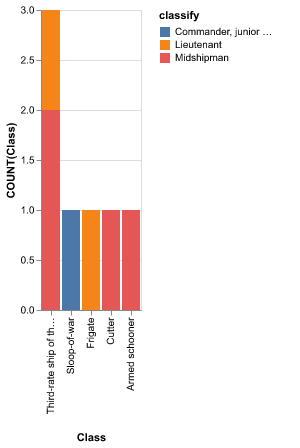 classify
Commander, junior …
Lieutenant
Midshipman
COUNT(Class)
3.0
2.5
2.0
1.5
1.0
0.5
0.0
Third-rate ship of th…
Sloop-of-war
Frigate
Cutter
Armed schooner
Class